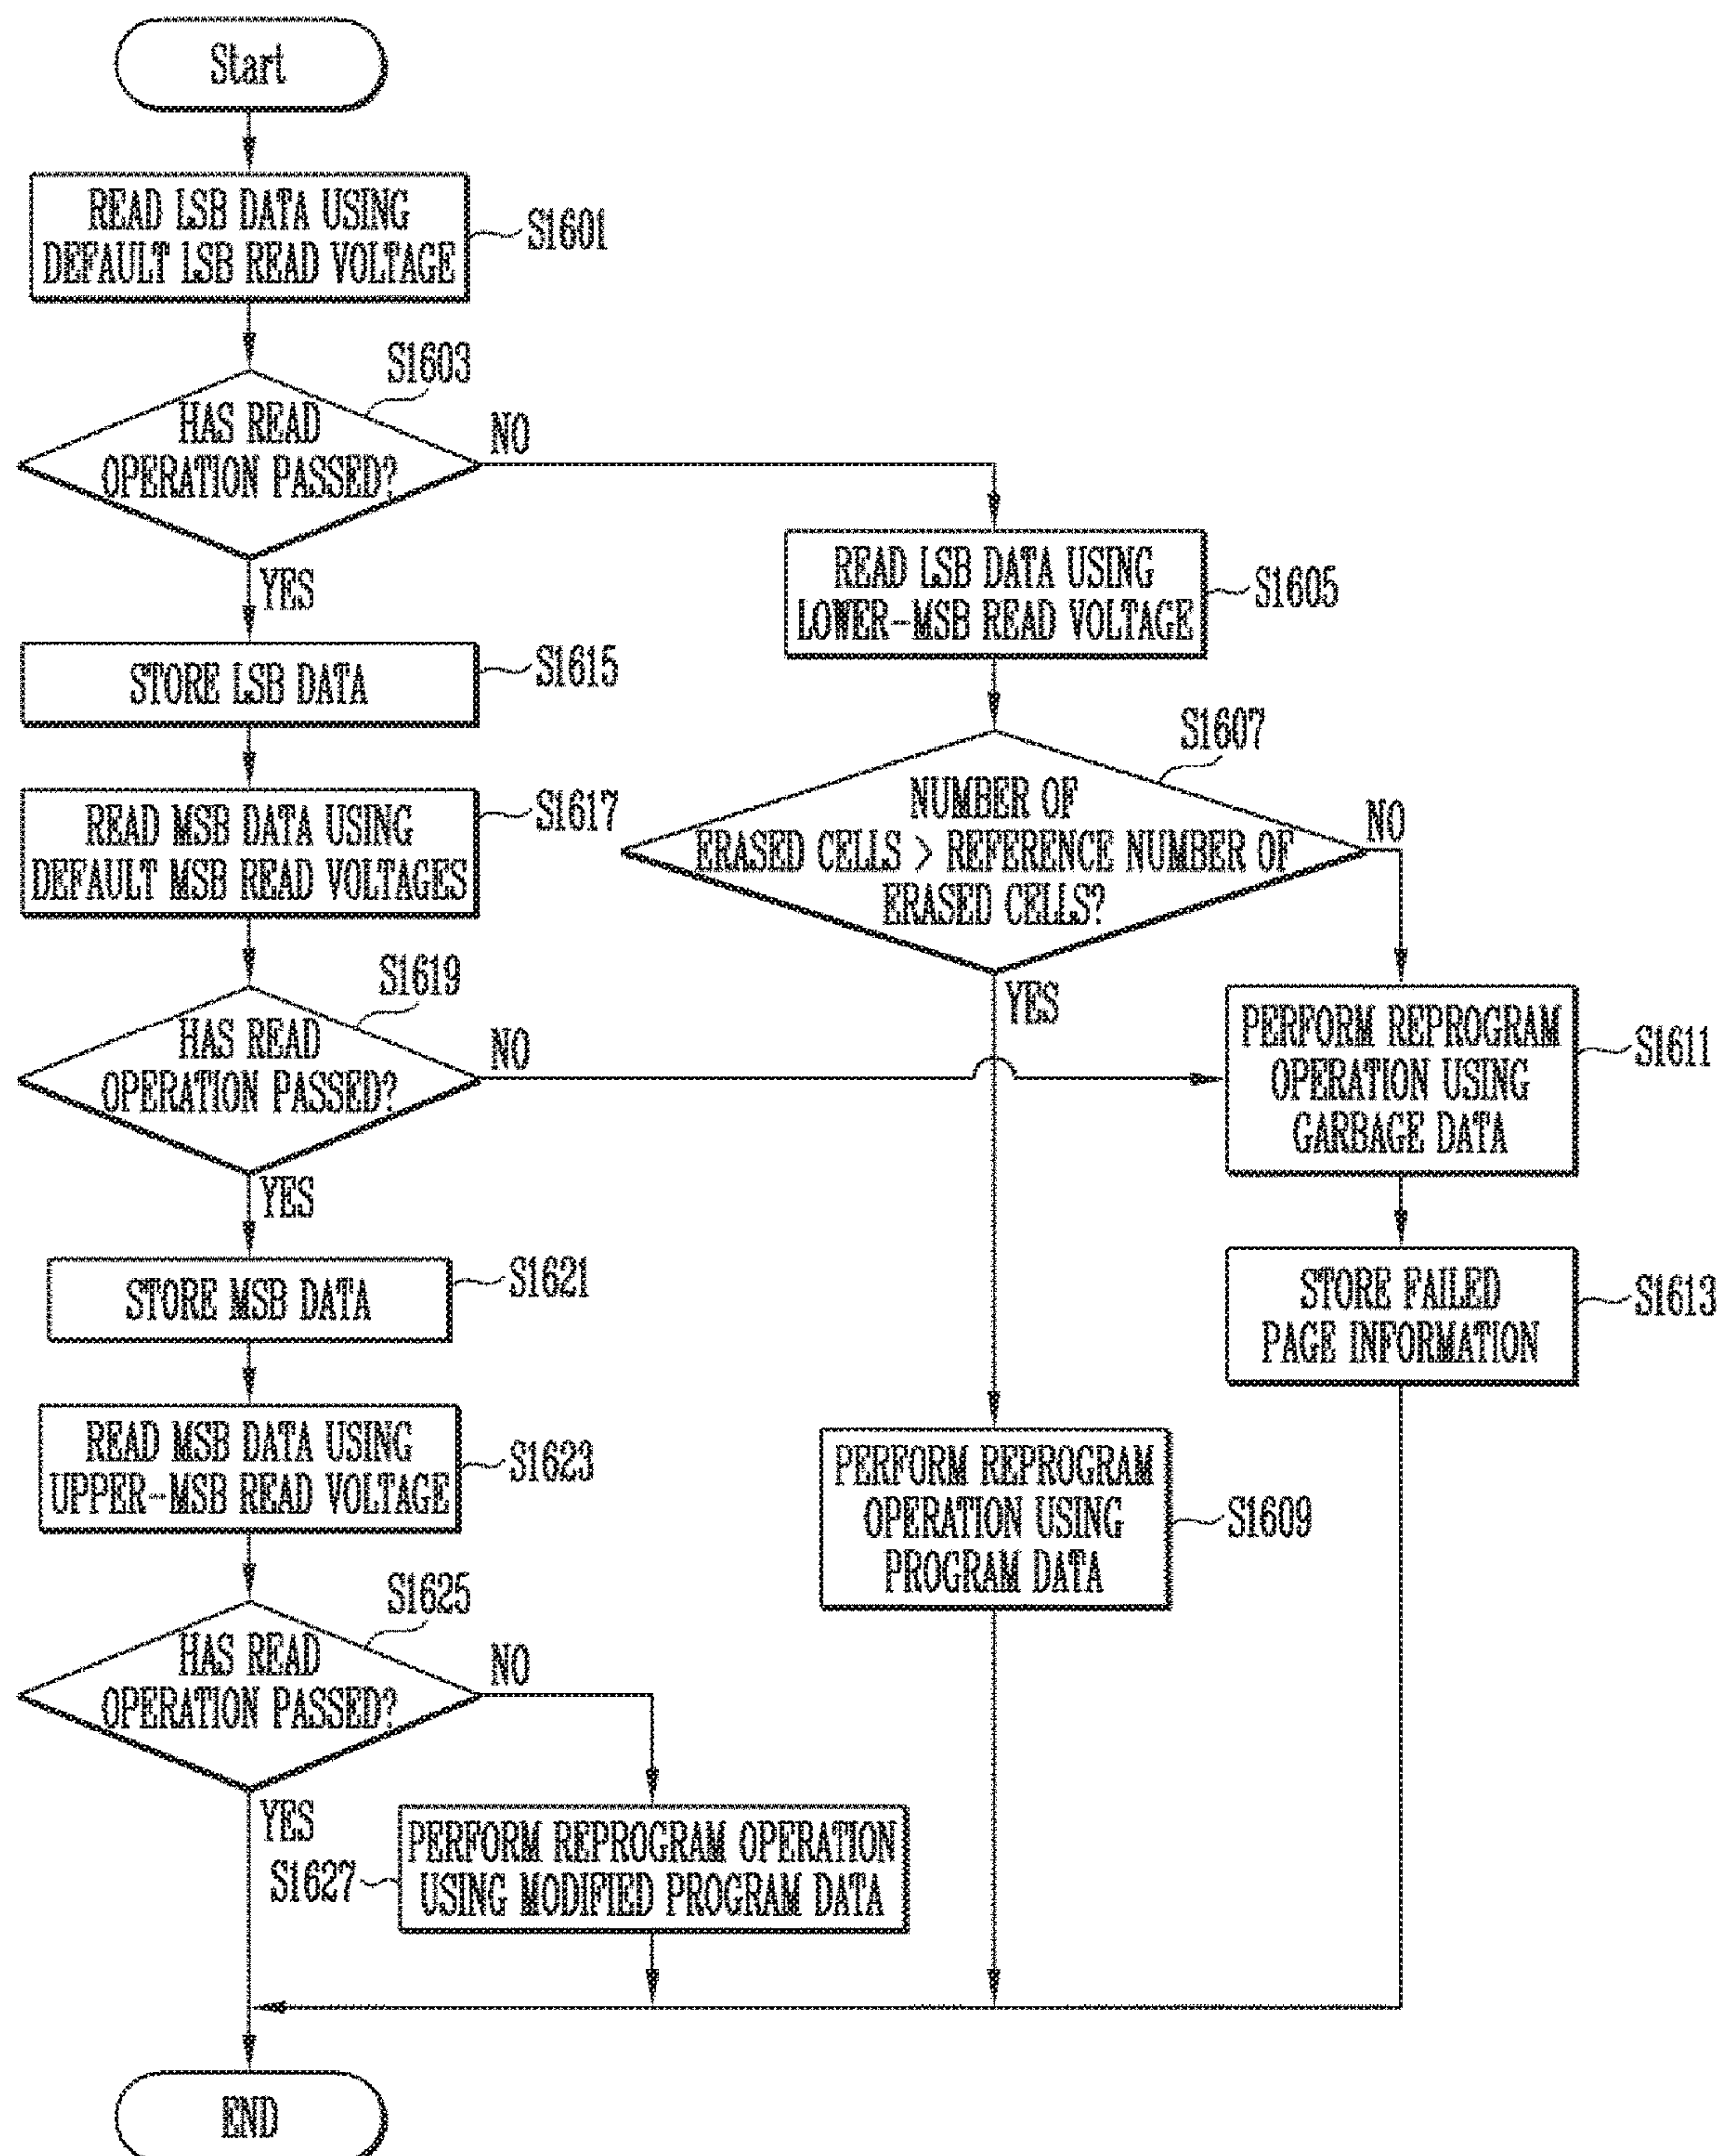 Start
READ LSB DATA USING
DEFAULT LSB READ VOLTAGE
S1601
S1603
HAS READ
OPERATION PASSED?
NO
YES
READ LSB DATA USING
LOWER-MSB READ VOLTAGE
S1605
STORE LSB DATA
S1615
S1607
NUMBER OF
ERASED CELLS > REFERENCE NUMBER OF
ERASED CELLS?
NO
YES
READ MSB DATA USING
DEFAULT MSB READ VOLTAGES
S1617
S1619
HAS READ
OPERATION PASSED?
NO
YES
PERFORM REPROGRAM
OPERATION USING
GARBAGE DATA
S1611
STORE MSB DATA
S1621
STORE FAILED
PAGE INFORMATION
S1613
READ MSB DATA USING
UPPER-MSB READ VOLTAGE
S1623
PERFORM REPROGRAM
OPERATION USING
PROGRAM DATA
S1609
S1625
HAS READ
OPERATION PASSED?
NO
YES
PERFORM REPROGRAM OPERATION
USING MODIFIED PROGRAM DATA
S1627
END